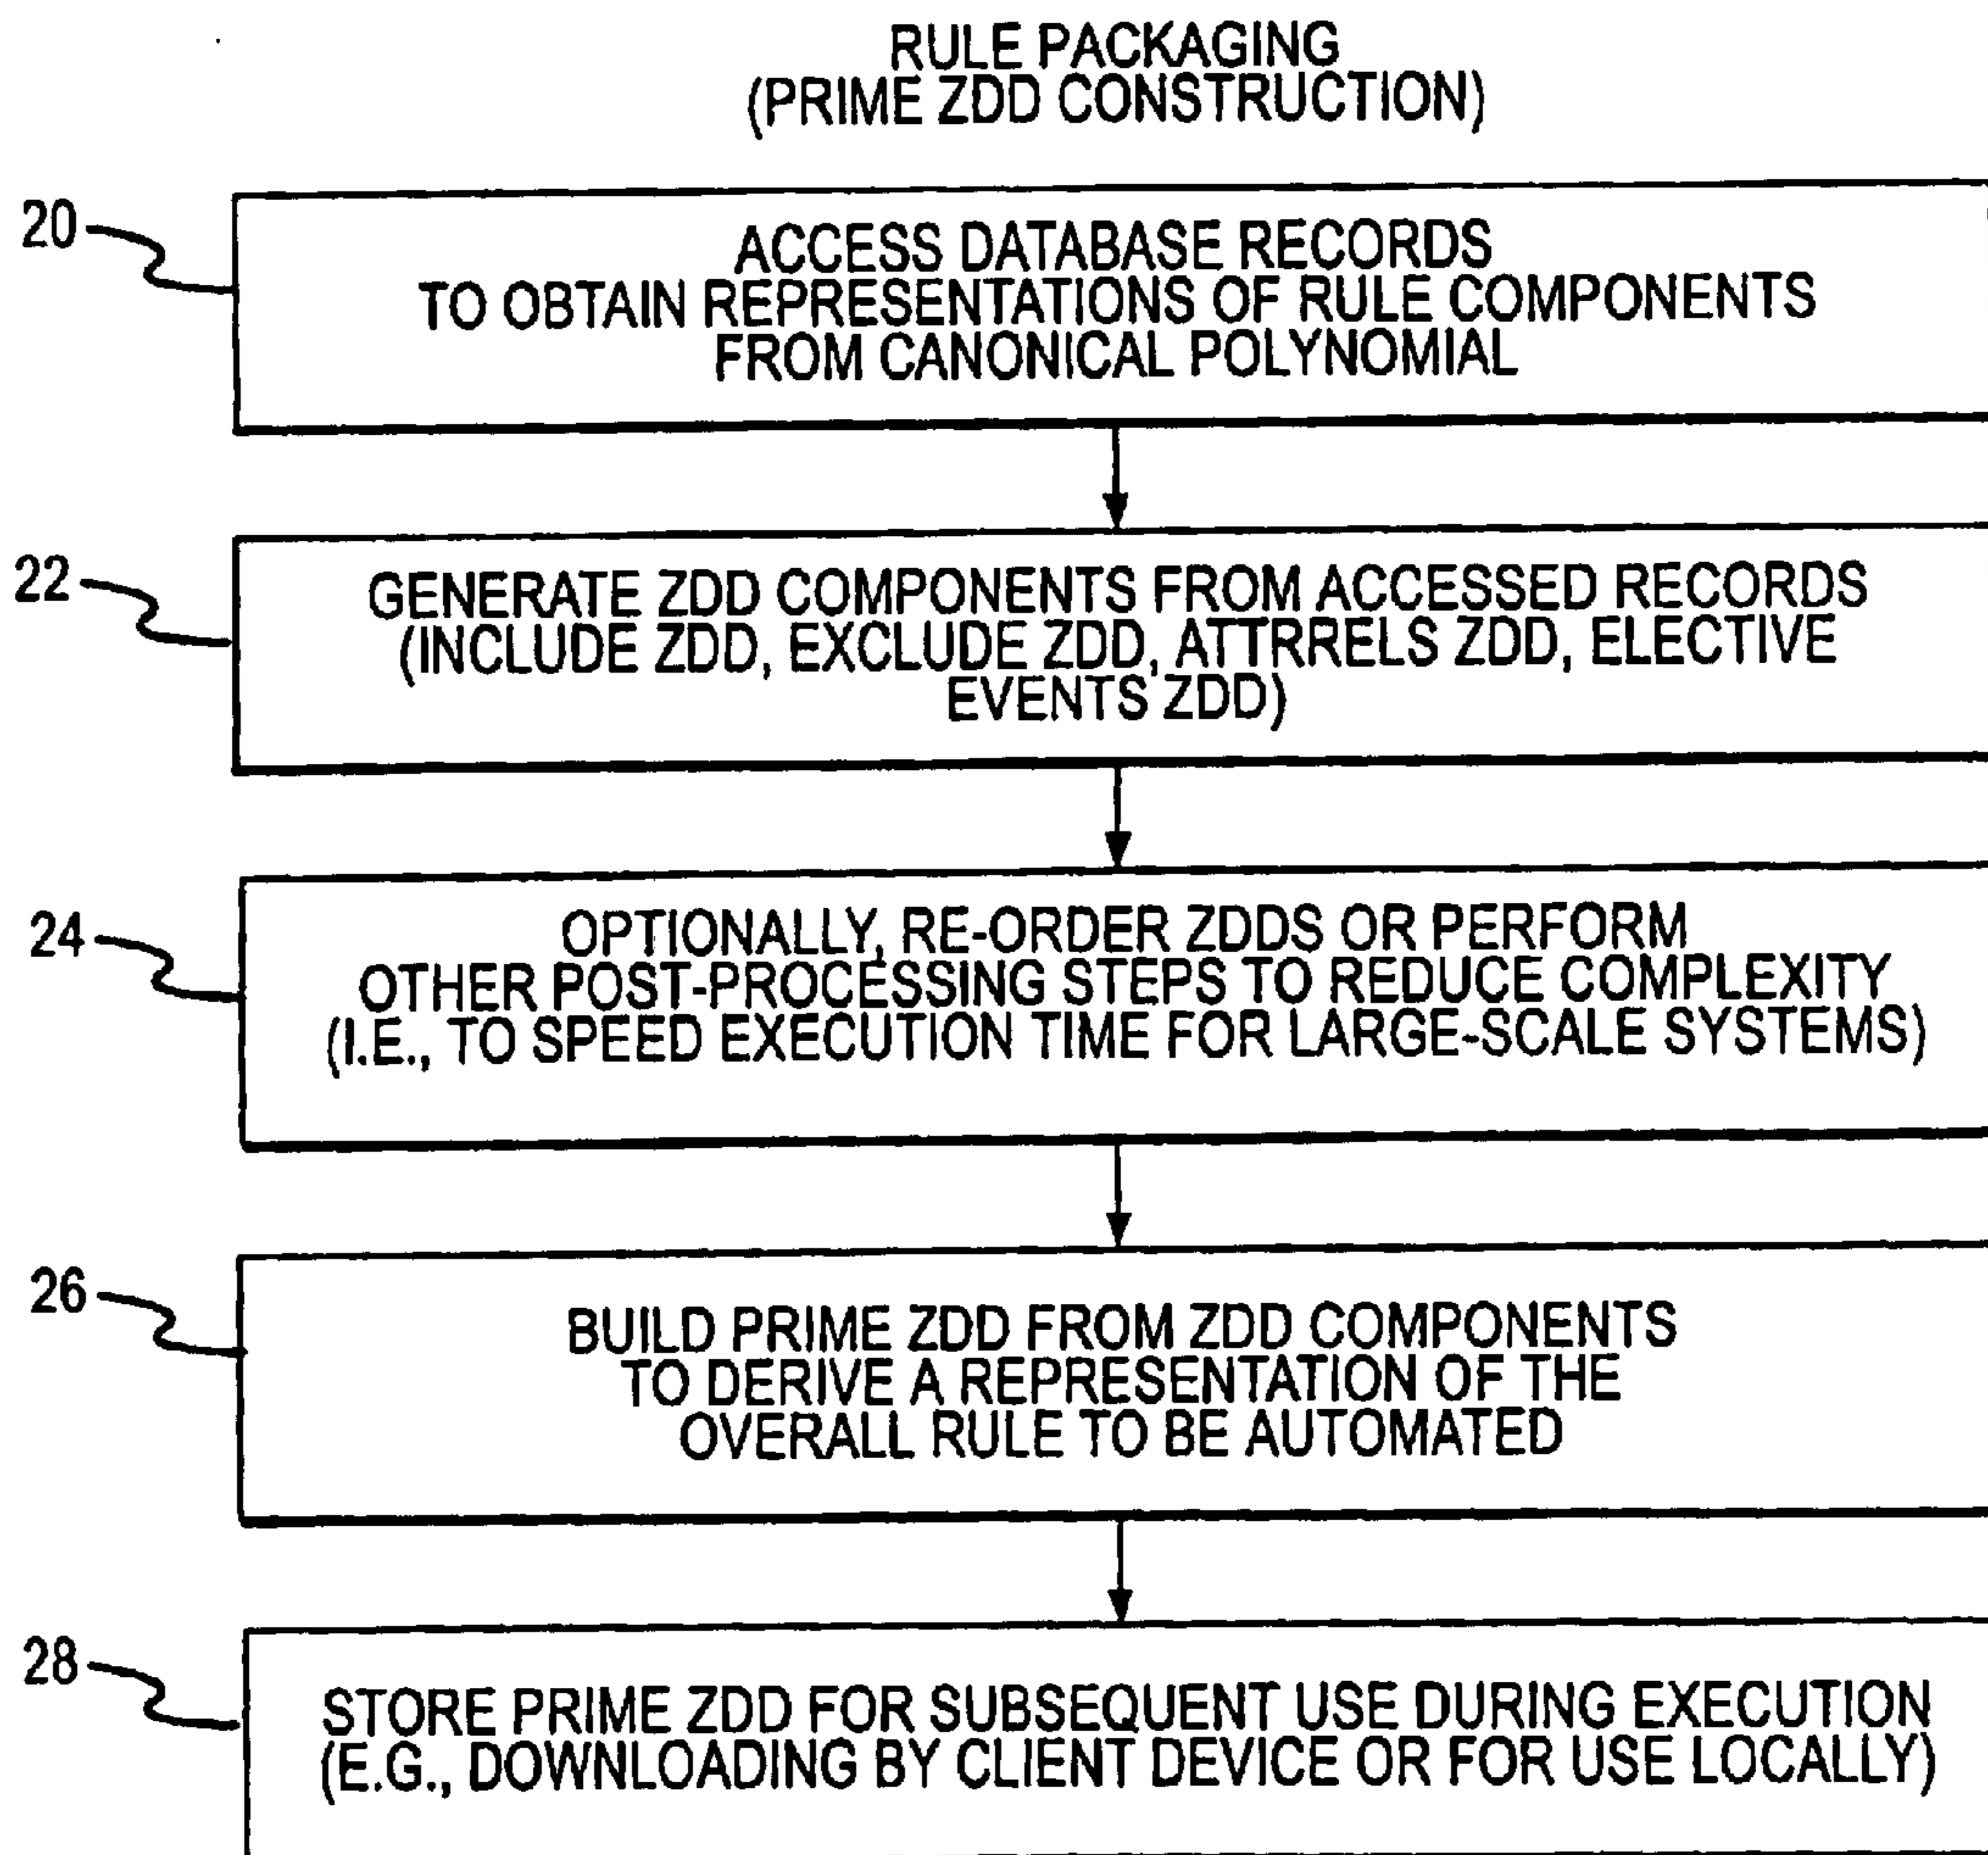 RULE PACKAGING
(PRIME ZDD CONSTRUCTION)
20
ACCESS DATABASE RECORDS
TO OBTAIN REPRESENTATIONS OF RULE COMPONENTS
FROM CANONICAL POLYNOMIAL
22
GENERATE ZDD COMPONENTS FROM ACCESSED RECORDS
(INCLUDE ZDD, EXCLUDE ZDD, ATTRRELS ZDD, ELECTIVE
EVENTS ZDD)
24
OPTIONALLY, RE-ORDER ZDDS OR PERFORM
OTHER POST-PROCESSING STEPS TO REDUCE COMPLEXITY
(I.E., TO SPEED EXECUTION TIME FOR LARGE-SCALE SYSTEMS)
26
BUILD PRIME ZDD FROM ZDD COMPONENTS
TO DERIVE A REPRESENTATION OF THE
OVERALL RULE TO BE AUTOMATED
28
STORE PRIME ZDD FOR SUBSEQUENT USE DURING EXECUTION
(E.G., DOWNLOADING BY CLIENT DEVICE OR FOR USE LOCALLY)